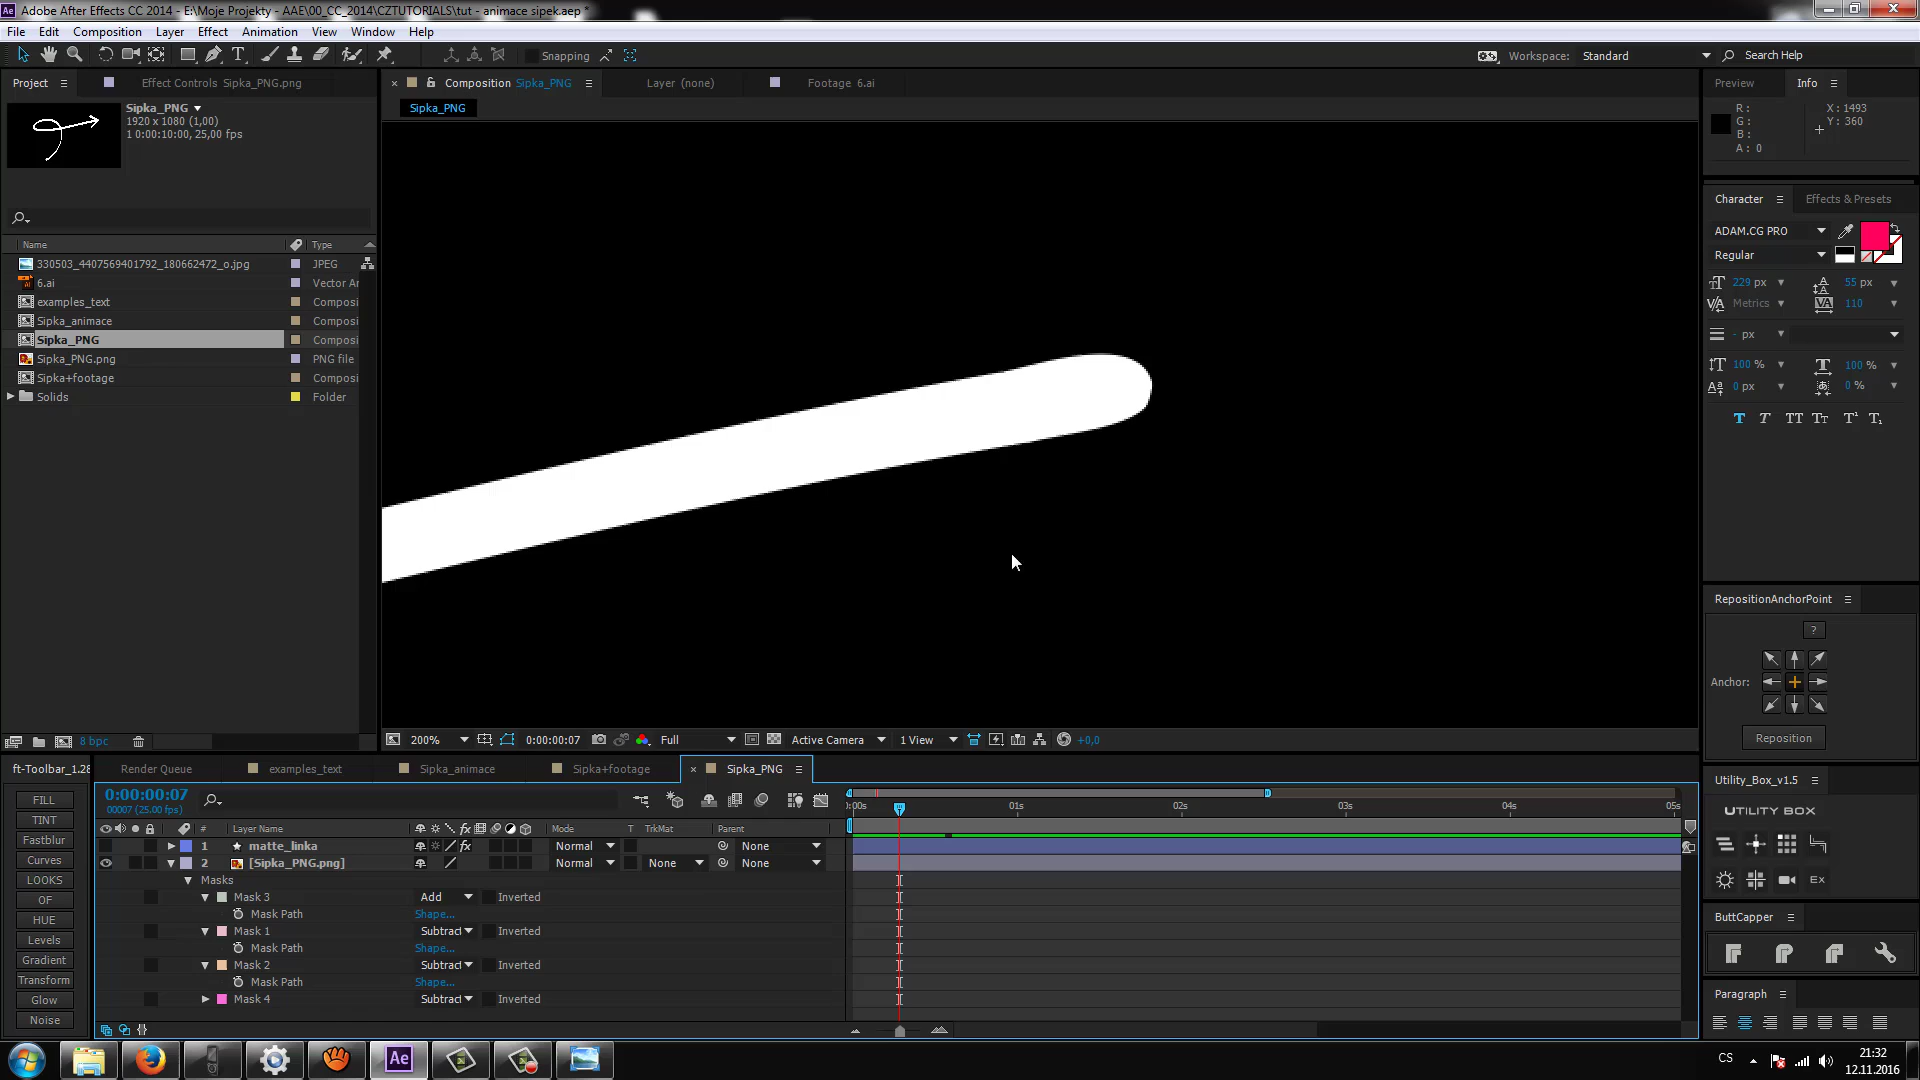 Adobe After Effects CC 2014 - E:\Moje Projekty - AAE\00_CC_2014\CZTUTORIALS\tut - animace sipek.aep *
File Edit Composition Layer Effect Animation View Window Help
Snapping
Workspace: Standard
Search Help
Project
Effect Controls Sipka_PNG.png
Composition Sipka_PNG
Layer (none)
Footage 6.ai
Preview
Info
Sipka_PNG
1920 x 1080 (1,00)
1 0:00:10:00, 25,00 fps
Sipka_PNG
R :
G :
B :
A : 0
X : 1493
Y : 360
Name Type
330503_4407569401792_180662472_o.jpg JPEG
6.ai Vector Ar
examples_text Composi
Sipka_animace Composi
Sipka_PNG Composi
Sipka_PNG.png PNG file
Sipka+footage Composi
Solids Folder
8 bpc
Character
Effects & Presets
ADAM.CG PRO
Regular
229 px
55 px
Metrics
110
- px
100 %
100 %
0 px
0 %
T T TT Tt T¹ T₁
RepositionAnchorPoint
?
Anchor:
Reposition
200%
0:00:00:07
Full
Active Camera
1 View
+0,0
ft-Toolbar_1.28
Render Queue
examples_text
Sipka_animace
Sipka+footage
Sipka_PNG
FILL
TINT
Fastblur
Curves
LOOKS
OF
HUE
Levels
Gradient
Transform
Glow
Noise
0:00:00:07
00007 (25.00 fps)
):00s 01s 02s 03s 04s 05s
# Layer Name Mode T TrkMat Parent
1 matte_linka Normal None
2 [Sipka_PNG.png] Normal None None
Masks
Mask 3 Add Inverted
Mask Path Shape...
Mask 1 Subtract Inverted
Mask Path Shape...
Mask 2 Subtract Inverted
Mask Path Shape...
Mask 4 Subtract Inverted
Utility_Box_v1.5
UTILITY BOX
Ex
ButtCapper
Paragraph
Ae
CS
21:32
12.11.2016